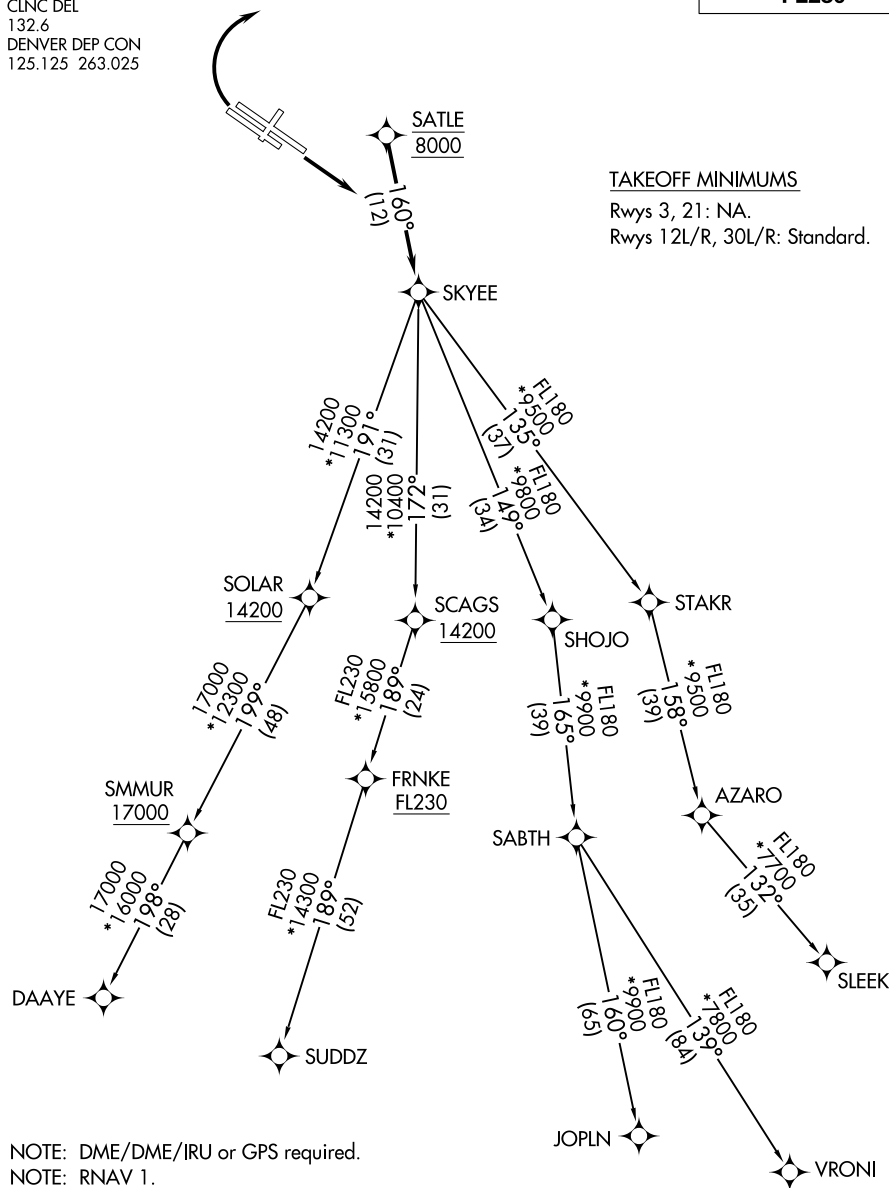 CLNC DEL
132.6
DENVER DEP CON
125.125 263.025
SATLE
8000
TAKEOFF MINIMUMS
Rwys 3, 21: NA.
Rwys 12L/R, 30L/R: Standard.
160°
(12)
SKYEE
14200
*11300
191°
(31)
14200
*10400
172°
(31)
FL180
*9800
149°
(34)
FL180
*9500
135°
(37)
SOLAR
14200
SCAGS
14200
SHOJO
STAKR
17000
*12300
199°
(48)
FL230
*15800
189°
(24)
FL180
*9900
165°
(39)
FL180
*9500
158°
(39)
SMMUR
17000
FRNKE
FL230
SABTH
AZARO
17000
*16000
198°
(28)
FL230
*14300
189°
(52)
FL180
*9900
160°
(65)
FL180
*7800
139°
(84)
FL180
*7700
132°
(35)
DAAYE
SUDDZ
SLEEK
JOPLN
VRONI
NOTE: DME/DME/IRU or GPS required.
NOTE: RNAV 1.